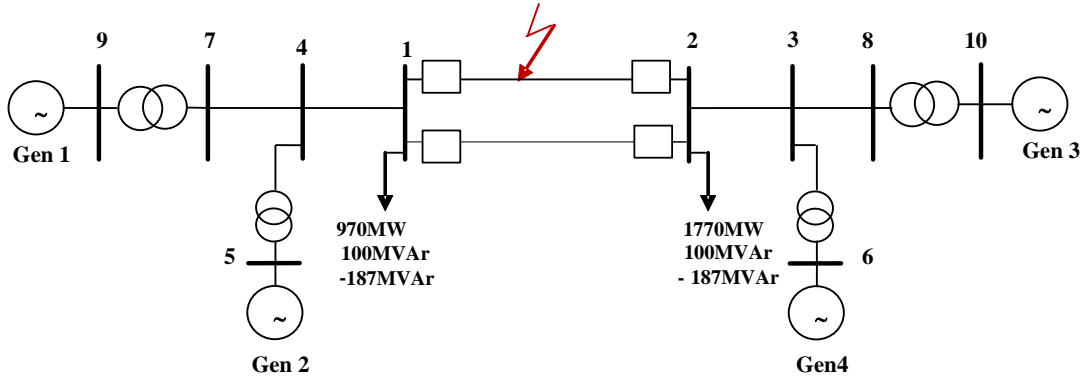 9
7
4
1
2
3
8
10
~
~
Gen 1
Gen 3
970MW
100MVAr
-187MVAr
1770MW
100MVAr
- 187MVAr
5
6
~
~
Gen 2
Gen4